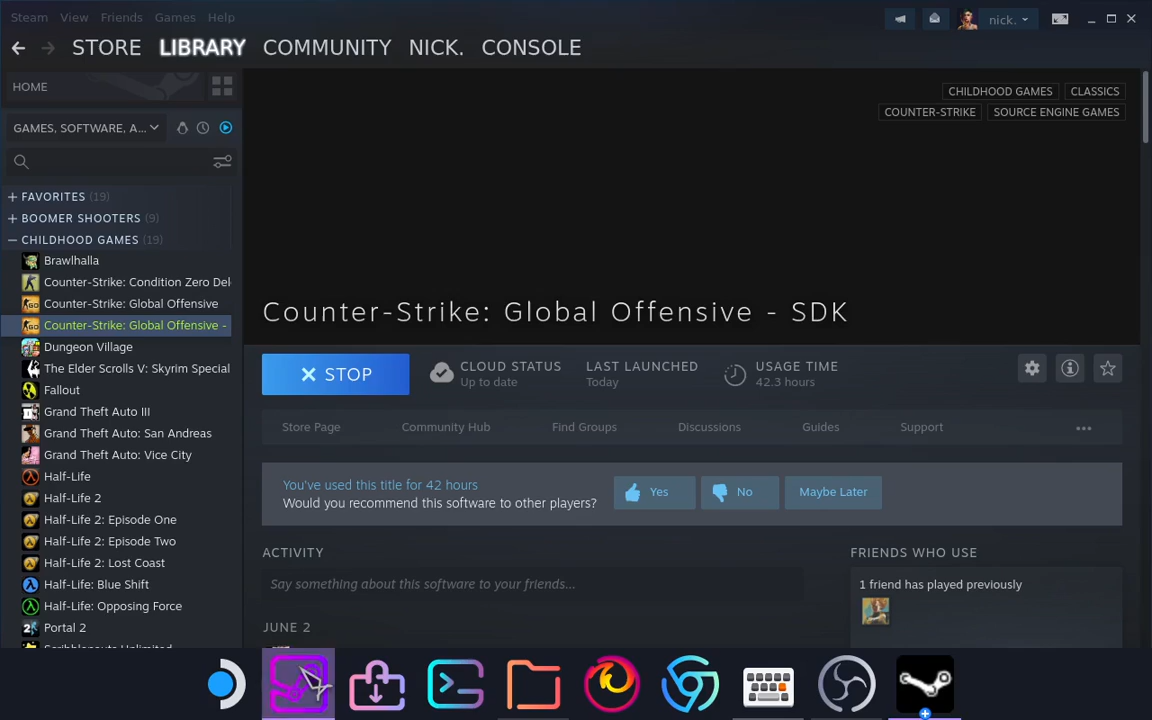 Steam View Friends Games Help
nick.
STORE LIBRARY COMMUNITY NICK. CONSOLE
HOME
GAMES, SOFTWARE, A...
FAVORITES (19)
BOOMER SHOOTERS (9)
CHILDHOOD GAMES (19)
Brawlhalla
Counter-Strike: Condition Zero Del
Counter-Strike: Global Offensive
Counter-Strike: Global Offensive -
Dungeon Village
The Elder Scrolls V: Skyrim Special
Fallout
Grand Theft Auto III
Grand Theft Auto: San Andreas
Grand Theft Auto: Vice City
Half-Life
Half-Life 2
Half-Life 2: Episode One
Half-Life 2: Episode Two
Half-Life 2: Lost Coast
Half-Life: Blue Shift
Half-Life: Opposing Force
Portal 2
CHILDHOOD GAMES CLASSICS
COUNTER-STRIKE SOURCE ENGINE GAMES
Counter-Strike: Global Offensive - SDK
STOP
CLOUD STATUS
Up to date
LAST LAUNCHED
Today
USAGE TIME
42.3 hours
Store Page Community Hub Find Groups Discussions Guides Support
You've used this title for 42 hours
Would you recommend this software to other players?
Yes No Maybe Later
ACTIVITY
Say something about this software to your friends...
JUNE 2
FRIENDS WHO USE
1 friend has played previously